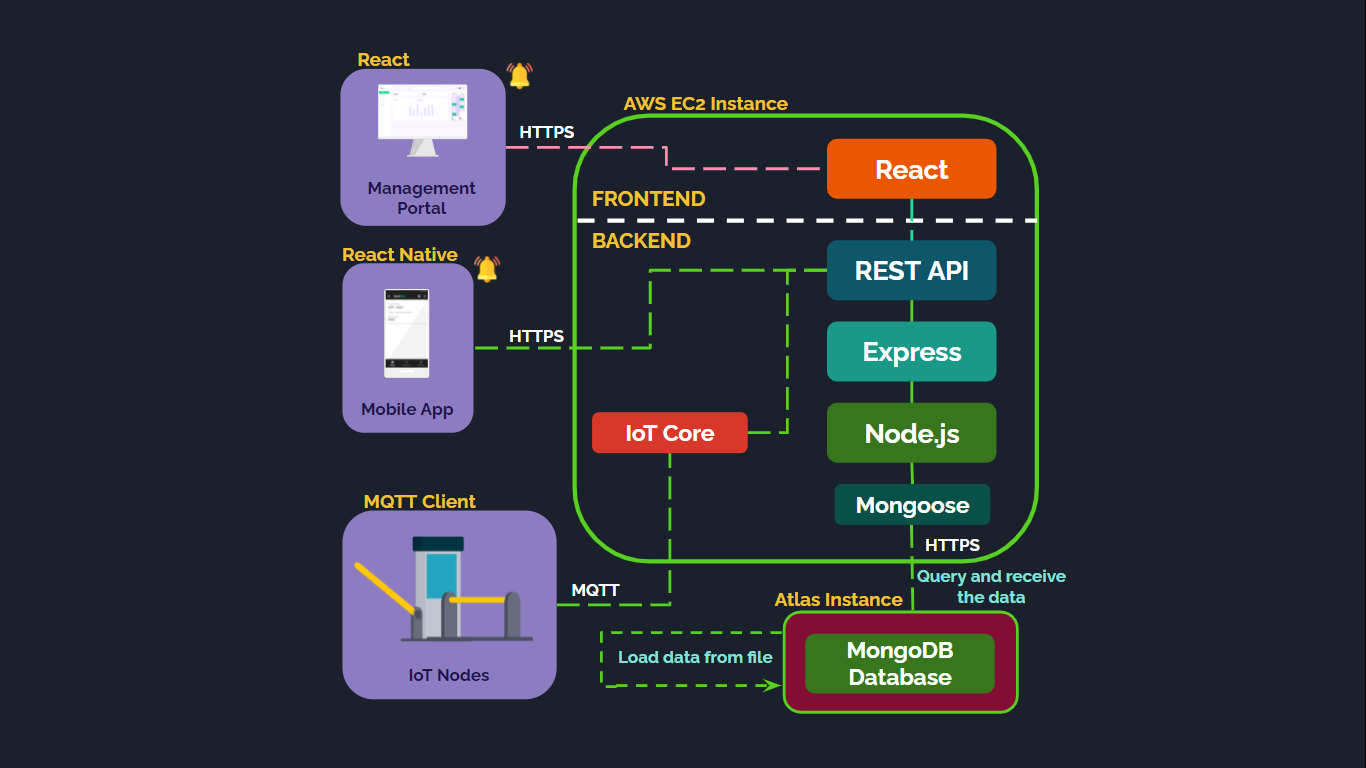 React
Management
Portal
HTTPS
AWS EC2 Instance
React
FRONTEND
BACKEND
React Native
Mobile App
HTTPS
REST API
Express
IoT Core
Node.js
Mongoose
HTTPS
MQTT Client
IoT Nodes
MQTT
Query and receive
the data
Atlas Instance
Load data from file
MongoDB
Database